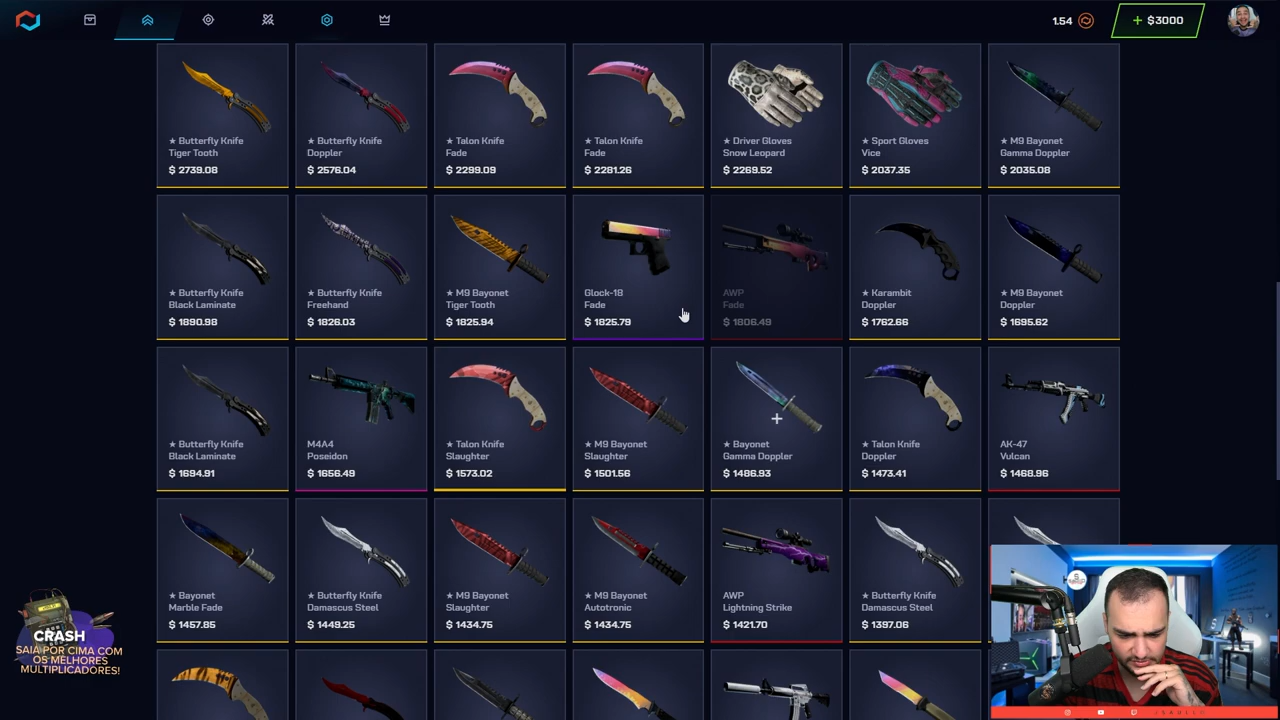 1.54
+ $3000
★ Butterfly Knife
Tiger Tooth
$ 2739.08
★ Butterfly Knife
Doppler
$ 2576.04
★ Talon Knife
Fade
$ 2299.09
★ Talon Knife
Fade
$ 2281.26
★ Driver Gloves
Snow Leopard
$ 2269.52
★ Sport Gloves
Vice
$ 2037.35
★ M9 Bayonet
Gamma Doppler
$ 2035.08
★ Butterfly Knife
Black Laminate
$ 1890.98
★ Butterfly Knife
Freehand
$ 1826.03
★ M9 Bayonet
Tiger Tooth
$ 1825.94
Glock-18
Fade
$ 1825.79
AWP
Fade
$ 1806.48
★ Karambit
Doppler
$ 1762.66
★ M9 Bayonet
Doppler
$ 1695.62
★ Butterfly Knife
Black Laminate
$ 1694.91
M4A4
Poseidon
$ 1656.49
★ Talon Knife
Slaughter
$ 1573.02
★ M9 Bayonet
Slaughter
$ 1501.56
★ Bayonet
Gamma Doppler
$ 1486.93
★ Talon Knife
Doppler
$ 1473.41
AK-47
Vulcan
$ 1468.96
★ Bayonet
Marble Fade
$ 1457.85
★ Butterfly Knife
Damascus Steel
$ 1449.25
★ M9 Bayonet
Slaughter
$ 1434.75
★ M9 Bayonet
Autotronic
$ 1434.75
AWP
Lightning Strike
$ 1421.70
★ Butterfly Knife
Damascus Steel
$ 1397.06
CRASH
SAIA POR CIMA COM
OS MELHORES
MULTIPLICADORES!